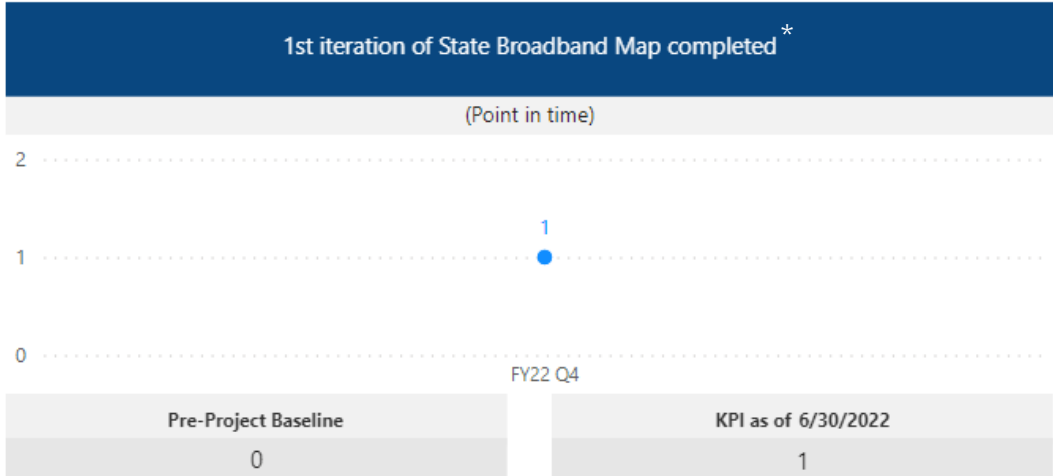 1st iteration of State Broadband Map completed *
(Point in time)
2
1
1
0
FY22 Q4
Pre-Project Baseline
KPI as of 6/30/2022
0
1